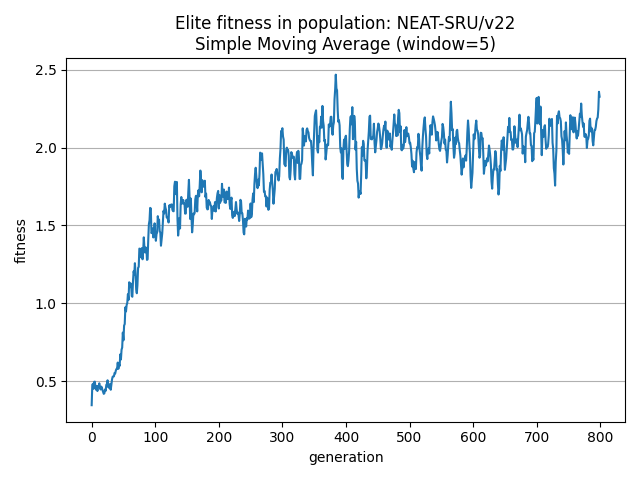 Elite fitness in population: NEAT-SRU/v22
Simple Moving Average (window=5)
fitness
2.5
2.0
1.5
1.0
0.5
0 100 200 300 400 500 600 700 800
generation